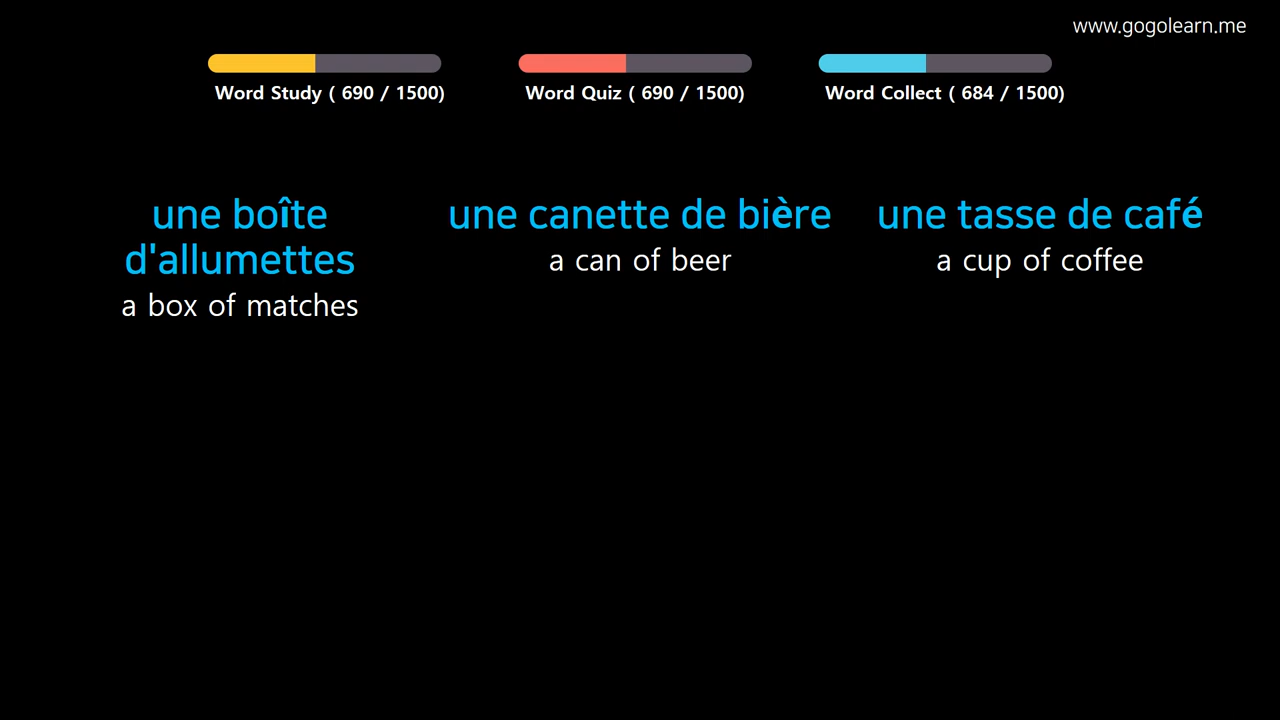 www.gogolearn.me
Word Study ( 690 / 1500)
Word Quiz ( 690 / 1500)
Word Collect ( 684 / 1500)
une boîte
d'allumettes
a box of matches
une canette de bière
a can of beer
une tasse de café
a cup of coffee